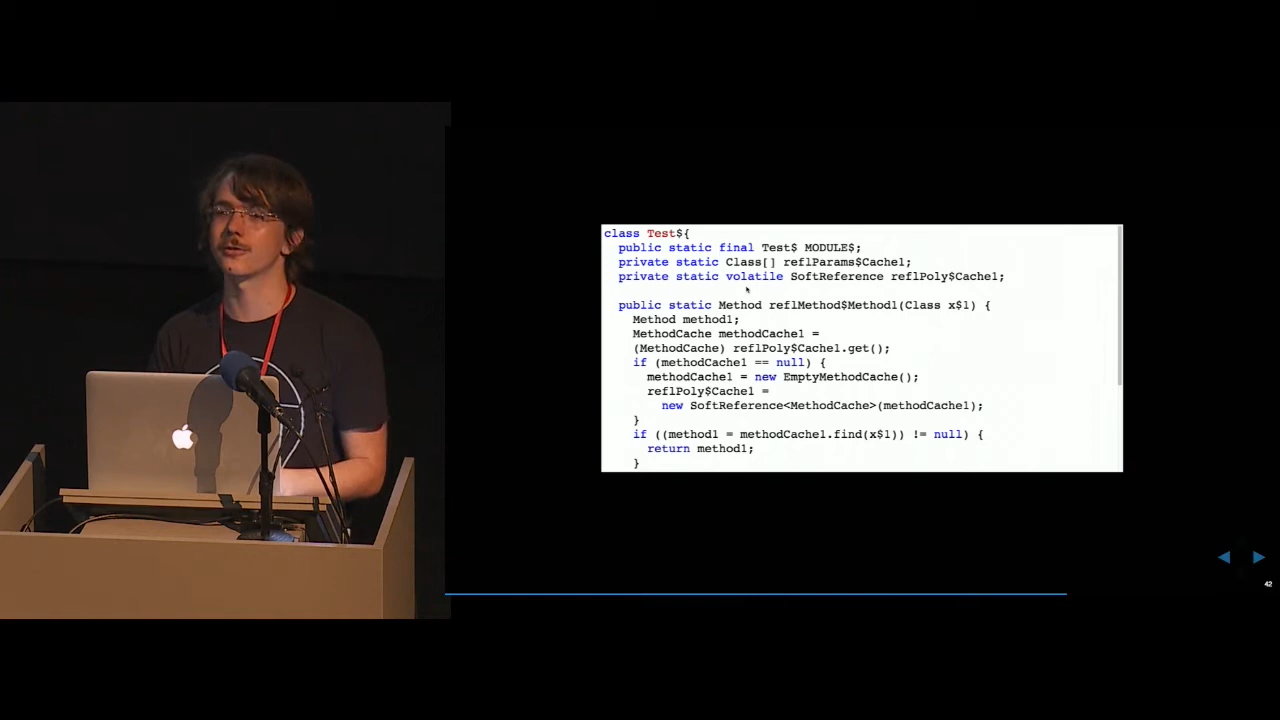 class Test${
public static final Test$ MODULE$;
private static Class[] reflParams$Cache1;
private static volatile SoftReference reflPoly$Cache1;
public static Method reflMethod$Method1(Class x$1) {
Method method1;
MethodCache methodCache1 =
(MethodCache) reflPoly$Cache1.get();
if (methodCache1 == null) {
methodCache1 = new EmptyMethodCache();
reflPoly$Cache1 =
new SoftReference<MethodCache>(methodCache1);
}
if ((method1 = methodCache1.find(x$1)) != null) {
return method1;
}
42